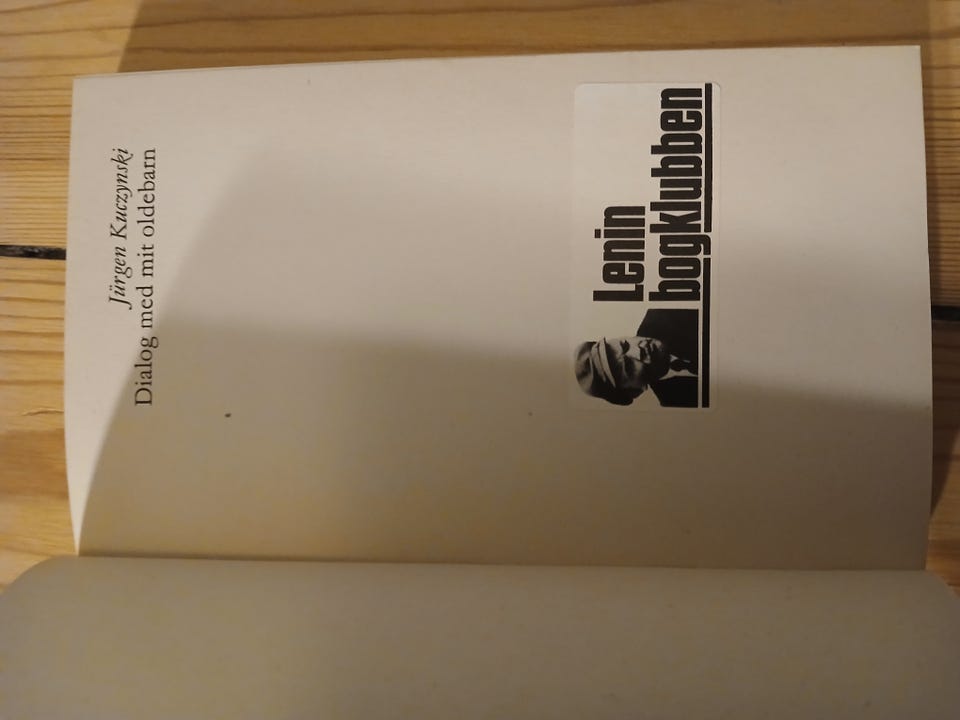 Jürgen Kuczynski
Dialog med mit oldebarn
Lenin
bogklubben